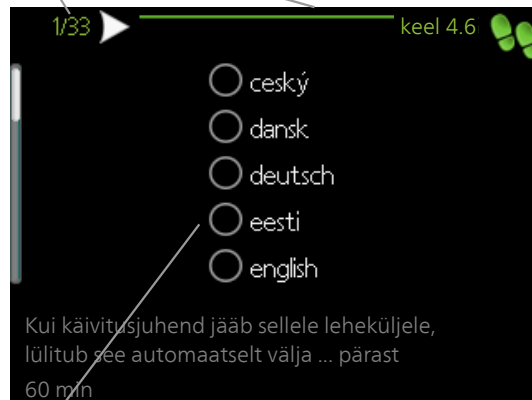 1/33 keel 4.6
ceský
dansk
deutsch
eesti
english
Kui käivitusjuhend jääb sellele leheküljele,
lülitub see automaatselt välja ... pärast
60 min